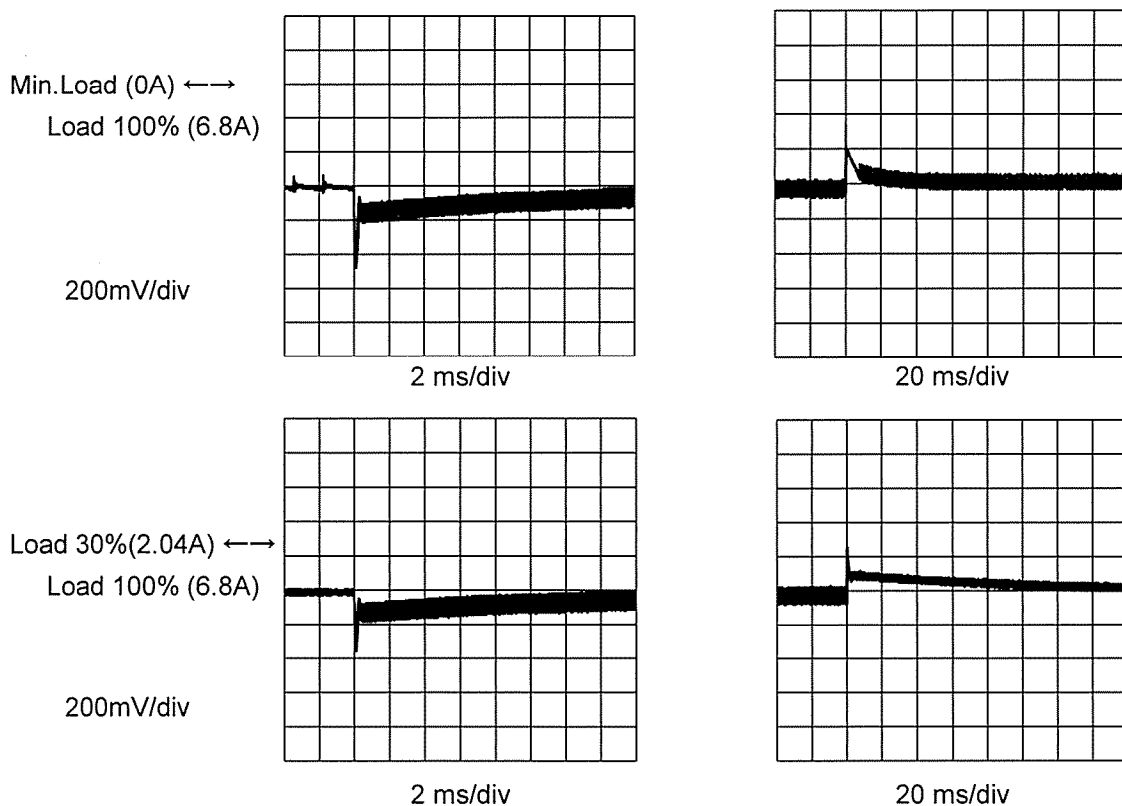 Min.Load (0A) ←→
Load 100% (6.8A)
200mV/div
2 ms/div
20 ms/div
Load 30%(2.04A) ←→
Load 100% (6.8A)
200mV/div
2 ms/div
20 ms/div